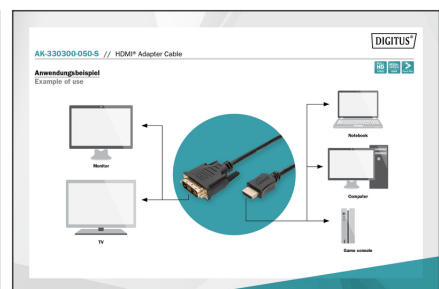 DIGITUS®
AK-330300-050-S // HDMI® Adapter Cable
Anwendungsbeispiel
Example of use
Monitor
TV
Notebook
Computer
Game console